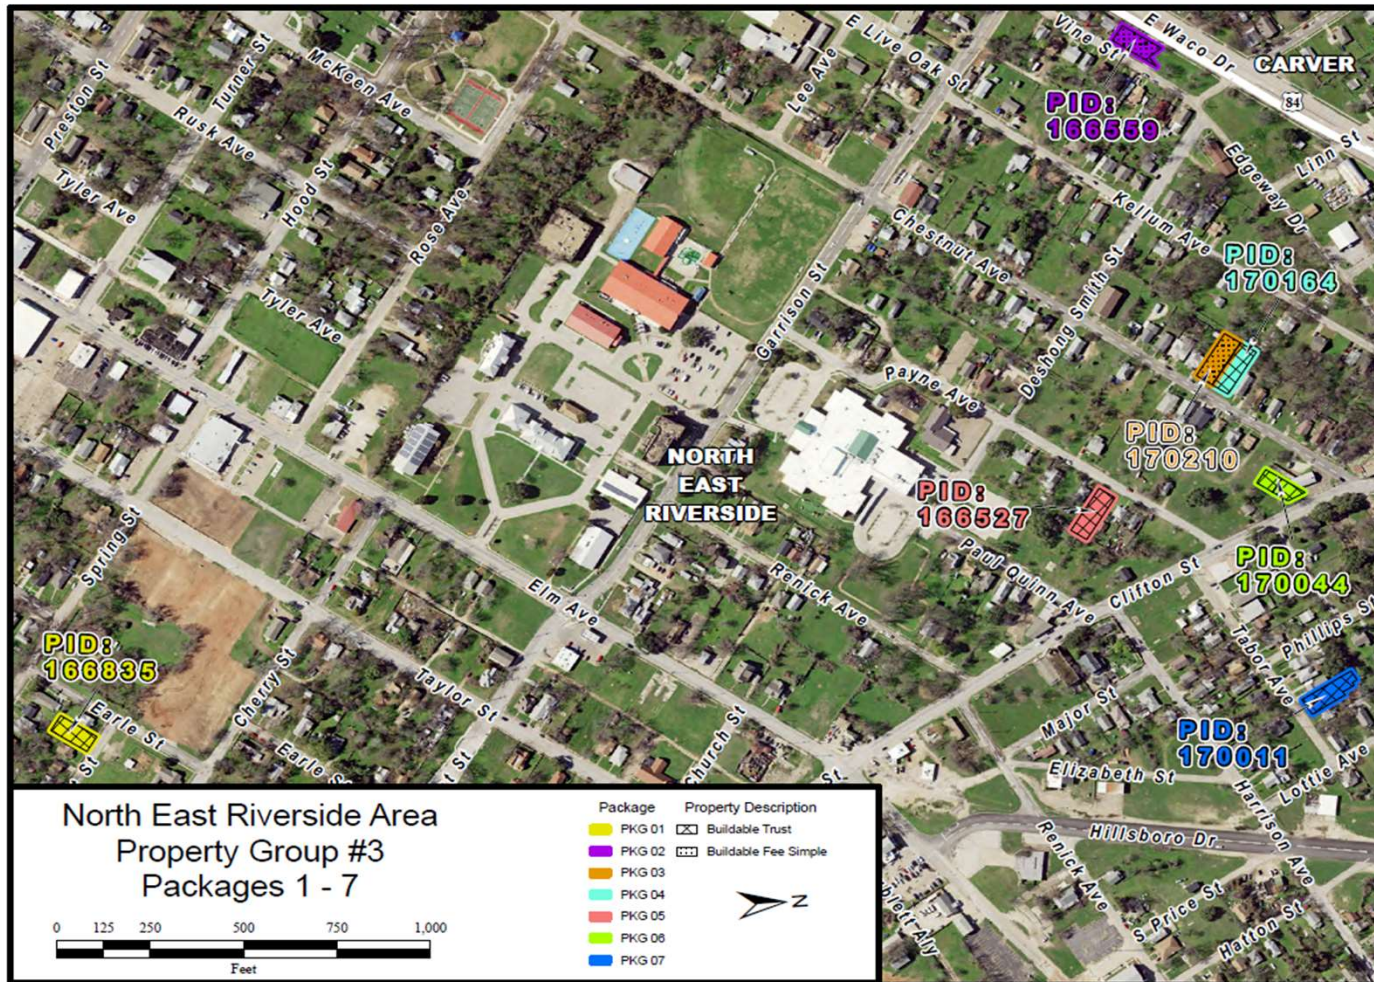 Preston St
Turner St
McKeen Ave
Rusk Ave
Tyler Ave
Hood St
Rose Ave
Tyler Ave
Lee Ave
E Live Oak St
Vine St
E Waco Dr
CARVER
84
Linn St
PID:
166559
Edgeway Dr
Kellum Ave
Chestnut Ave
PID:
170164
Garrison St
Deshong Smith St
Payne Ave
PID:
170210
NORTH
EAST
RIVERSIDE
PID:
166527
Paul Quinn Ave
Clifton St
PID:
170044
Renick Ave
Elm Ave
Spring St
Phillips St
Tabor Ave
PID:
166835
Cherry St
Taylor St
Earle St
Earle St
Church St
Major St
PID:
170011
Elizabeth St
Lottie Ave
Harrison Ave
Hillsboro Dr
Renick Ave
S Price St
Hatton St
blett Aly
North East Riverside Area
Property Group #3
Packages 1 - 7
0 125 250 500 750 1,000
Feet
Package Property Description
PKG 01 Buildable Trust
PKG 02 Buildable Fee Simple
PKG 03
PKG 04
PKG 05
PKG 06
PKG 07
N